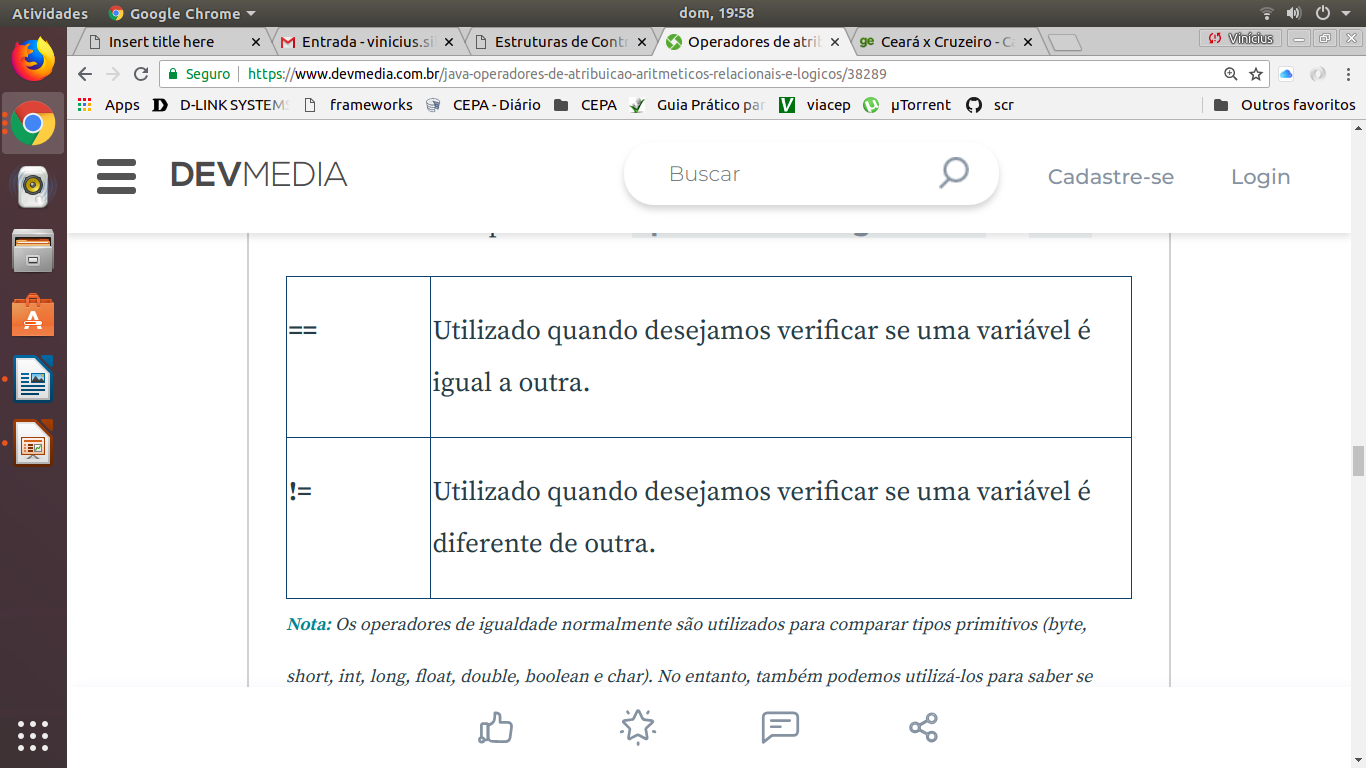 Atividades Google Chrome dom, 19:58
Insert title here Entrada - vinicius.si Estruturas de Contr Operadores de atrib Ceará x Cruzeiro - C Vinícius
Seguro https://www.devmedia.com.br/java-operadores-de-atribuicao-aritmeticos-relacionais-e-logicos/38289
Apps D-LINK SYSTEMS frameworks CEPA - Diário CEPA Guia Prático par viacep µTorrent scr Outros favoritos
DEVMEDIA Buscar Cadastre-se Login
== Utilizado quando desejamos verificar se uma variável é
igual a outra.
!= Utilizado quando desejamos verificar se uma variável é
diferente de outra.
Nota: Os operadores de igualdade normalmente são utilizados para comparar tipos primitivos (byte,
short, int, long, float, double, boolean e char). No entanto, também podemos utilizá-los para saber se